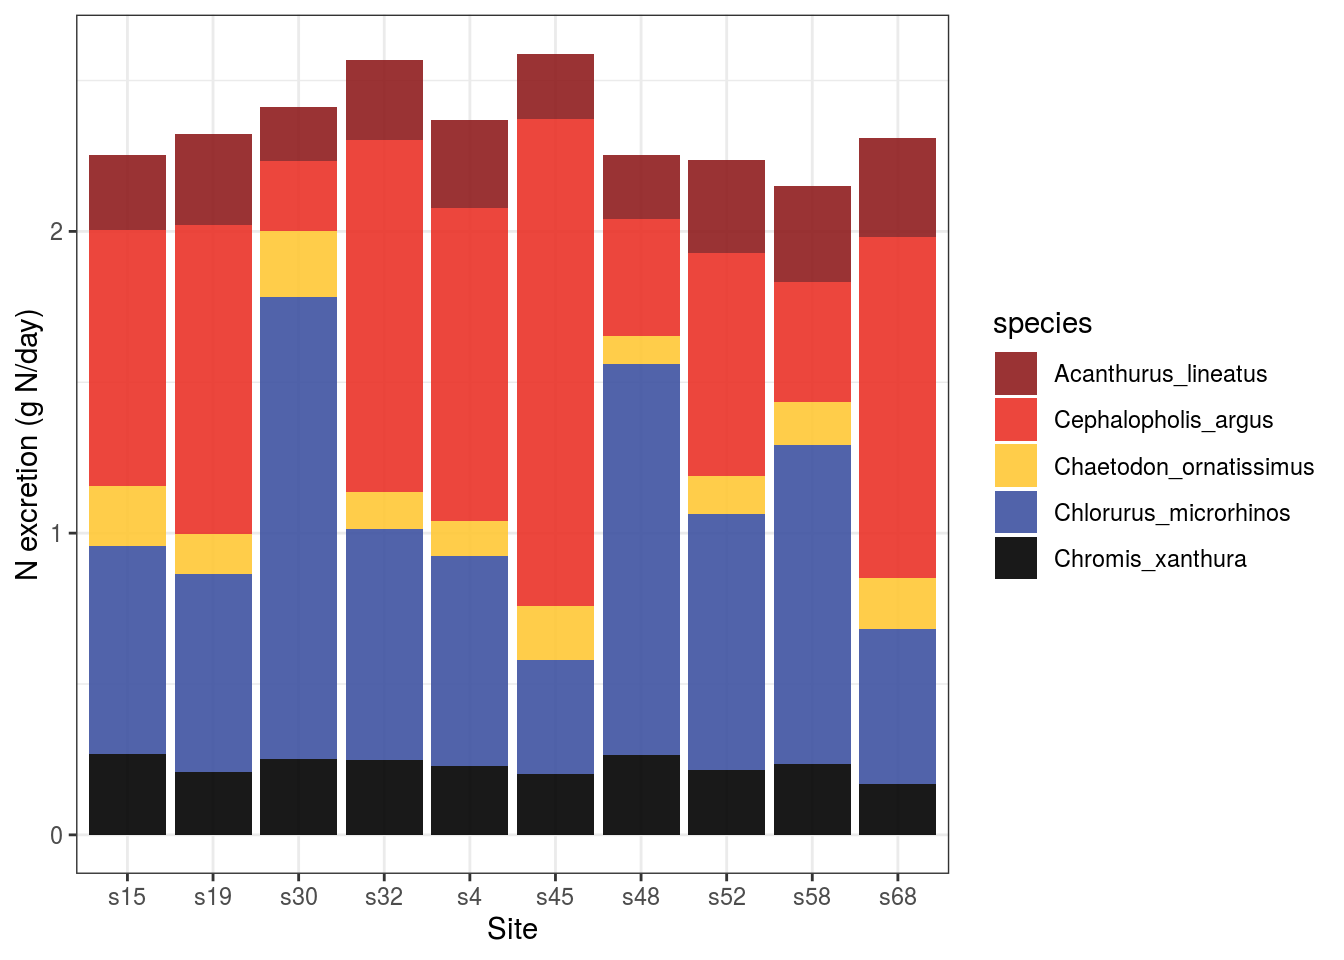 N excretion (g N/day)
2
1
0
s15 s19 s30 s32 s4 s45 s48 s52 s58 s68
Site
species
Acanthurus_lineatus
Cephalopholis_argus
Chaetodon_ornatissimus
Chlorurus_microrhinos
Chromis_xanthura